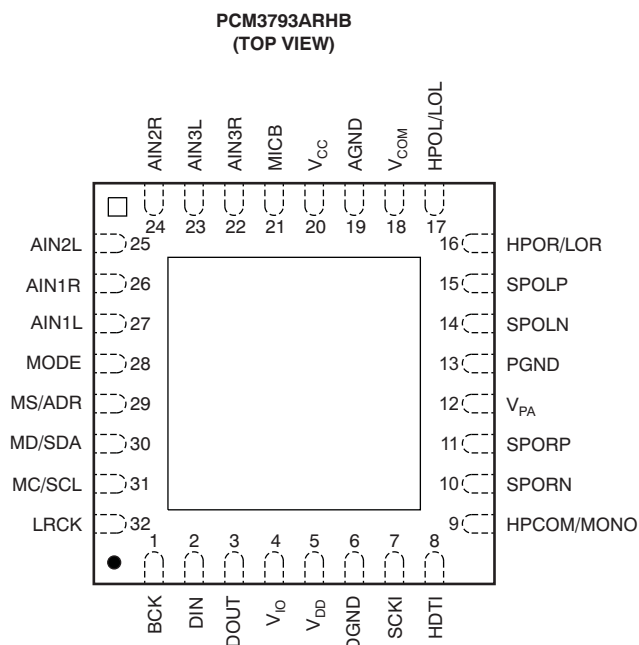 PCM3793ARHB
(TOP VIEW)
AIN2R
AIN3L
AIN3R
MICB
VCC
AGND
VCOM
HPOL/LOL
24 23 22 21 20 19 18 17
AIN2L 25
AIN1R 26
AIN1L 27
MODE 28
MS/ADR 29
MD/SDA 30
MC/SCL 31
LRCK 32
16 HPOR/LOR
15 SPOLP
14 SPOLN
13 PGND
12 VPA
11 SPORP
10 SPORN
9 HPCOM/MONO
1 2 3 4 5 6 7 8
BCK
DIN
DOUT
VIO
VDD
DGND
SCKI
HDTI